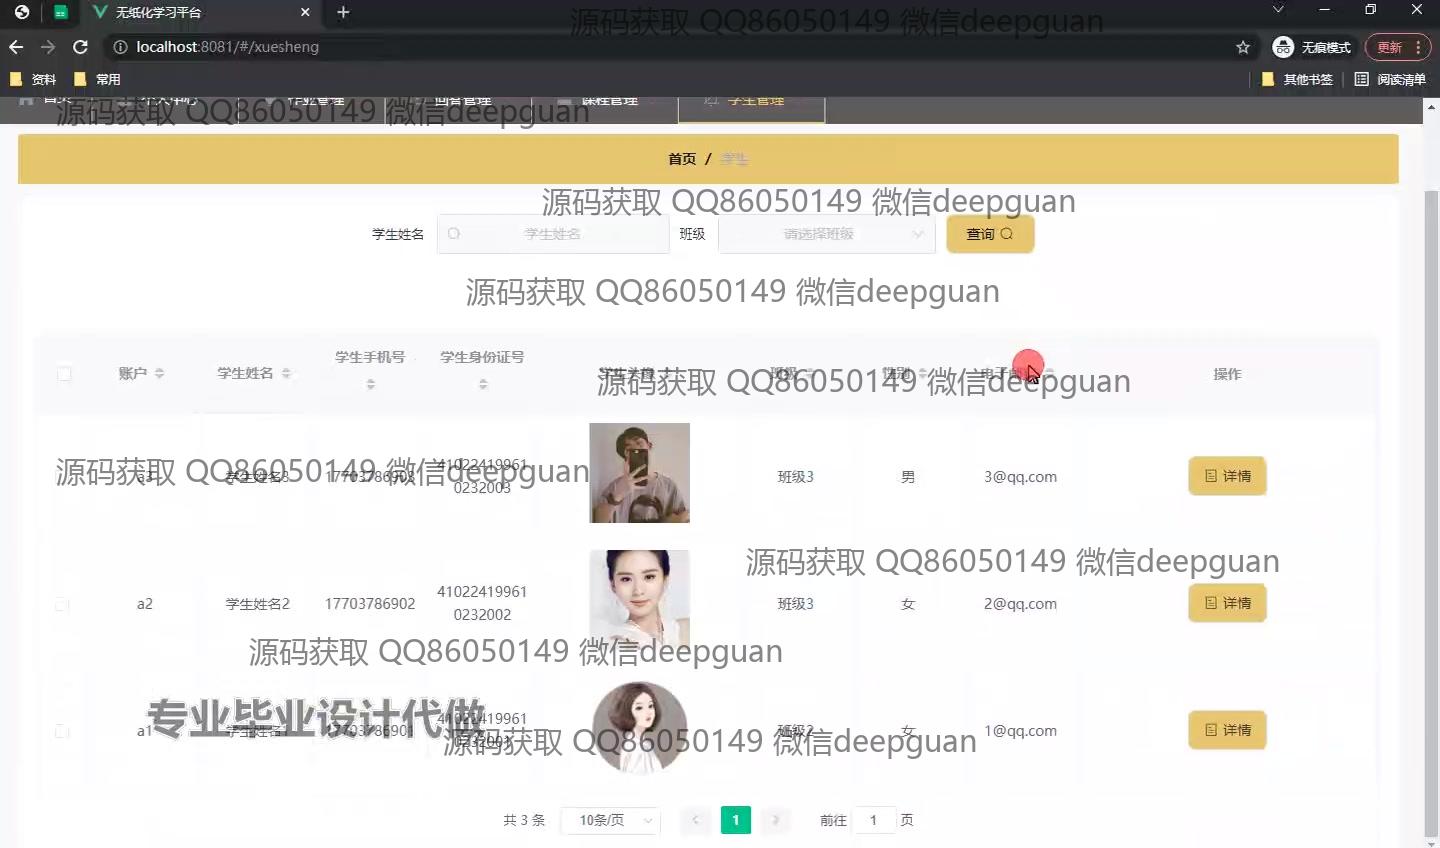 无纸化学习平台
源码获取 QQ86050149 微信deepguan
localhost:8081/#/xuesheng
无痕模式
更新
资料
常用
其他书签
阅读清单
作业管理
课程管理
学生管理
源码获取 QQ86050149 微信deepguan
首页 / 学生
源码获取 QQ86050149 微信deepguan
学生姓名 学生姓名 班级 请选择班级 查询
源码获取 QQ86050149 微信deepguan
账户 学生姓名 学生手机号 学生身份证号 学生头像 班级 性别 操作
源码获取 QQ86050149 微信deepguan
a3 学生姓名3 17703786903 41022419961
0232003
班级3 男 3@qq.com 详情
源码获取 QQ86050149 微信deepguan
源码获取 QQ86050149 微信deepguan
a2 学生姓名2 17703786902 41022419961
0232002
班级3 女 2@qq.com 详情
源码获取 QQ86050149 微信deepguan
专业毕业设计代做
a1 学生姓名1 17703786901 41022419961
0232001
班级2 女 1@qq.com 详情
源码获取 QQ86050149 微信deepguan
共 3 条 10条/页 1 前往 1 页